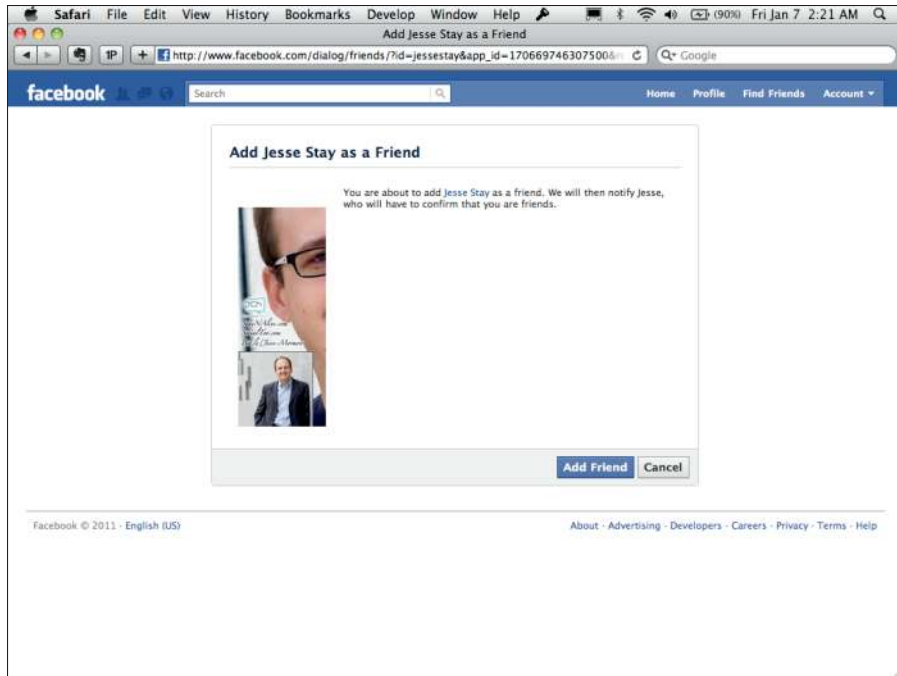 Safari File Edit View History Bookmarks Develop Window Help (90%) Fri Jan 7 2:21 AM
Add Jesse Stay as a Friend
1P + http://www.facebook.com/dialog/friends/?id=jessestay&app_id=170669746307500& Google
facebook Search Home Profile Find Friends Account
Add Jesse Stay as a Friend
You are about to add Jesse Stay as a friend. We will then notify Jesse,
who will have to confirm that you are friends.
Add Friend Cancel
Facebook © 2011 · English (US) About · Advertising · Developers · Careers · Privacy · Terms · Help